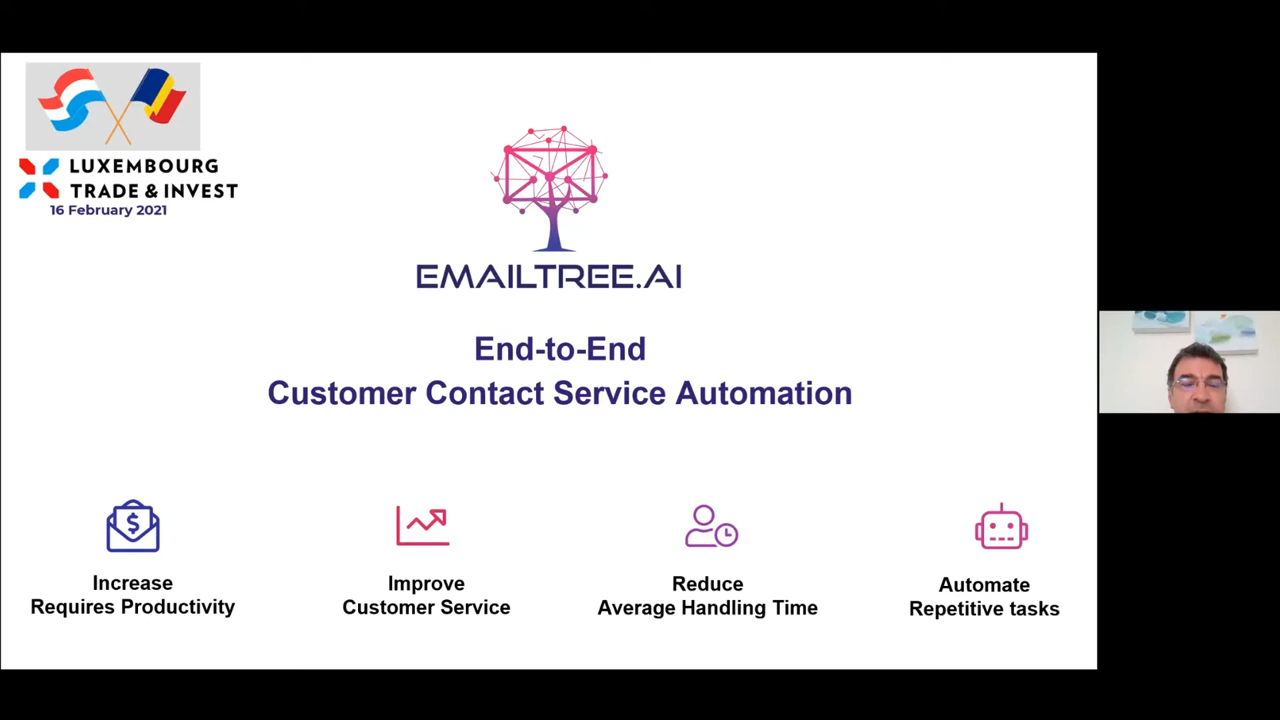 LUXEMBOURG
TRADE & INVEST
16 February 2021
EMAILTREE.AI
End-to-End
Customer Contact Service Automation
$
Increase
Requires Productivity
Improve
Customer Service
Reduce
Average Handling Time
Automate
Repetitive tasks